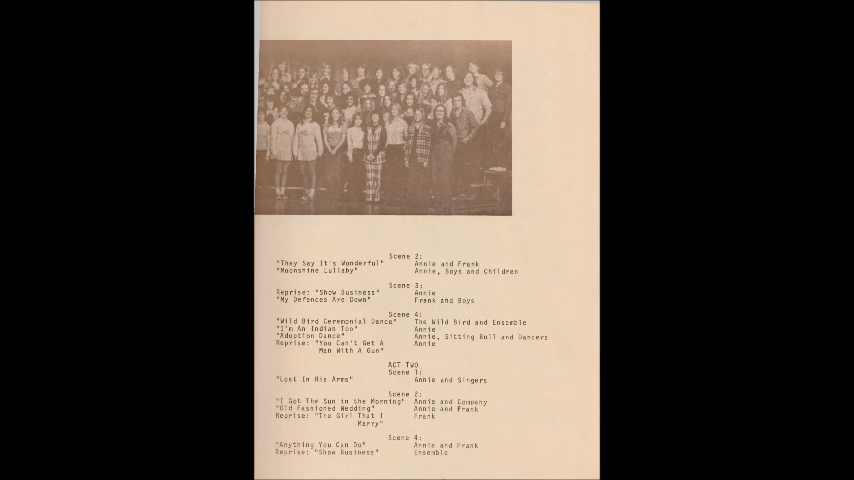 Scene 2:
"They Say It's Wonderful" Annie and Frank
"Moonshine Lullaby" Annie, Boys and Children
Scene 3:
Reprise: "Show Business" Annie
"My Defences Are Down" Frank and Boys
Scene 4:
"Wild Bird Ceremonial Dance" The Wild Bird and Ensemble
"I'm An Indian Too" Annie
"Adoption Dance" Annie, Sitting Bull and Dancers
Reprise: "You Can't Get A Annie
Man With A Gun"
ACT TWO
Scene 1:
"Lost In His Arms" Annie and Singers
Scene 2:
"I Got The Sun in the Morning" Annie and Company
"Old Fashioned Wedding" Annie and Frank
Reprise: "The Girl That I Frank
Marry"
Scene 4:
"Anything You Can Do" Annie and Frank
Reprise: "Show Business" Ensemble